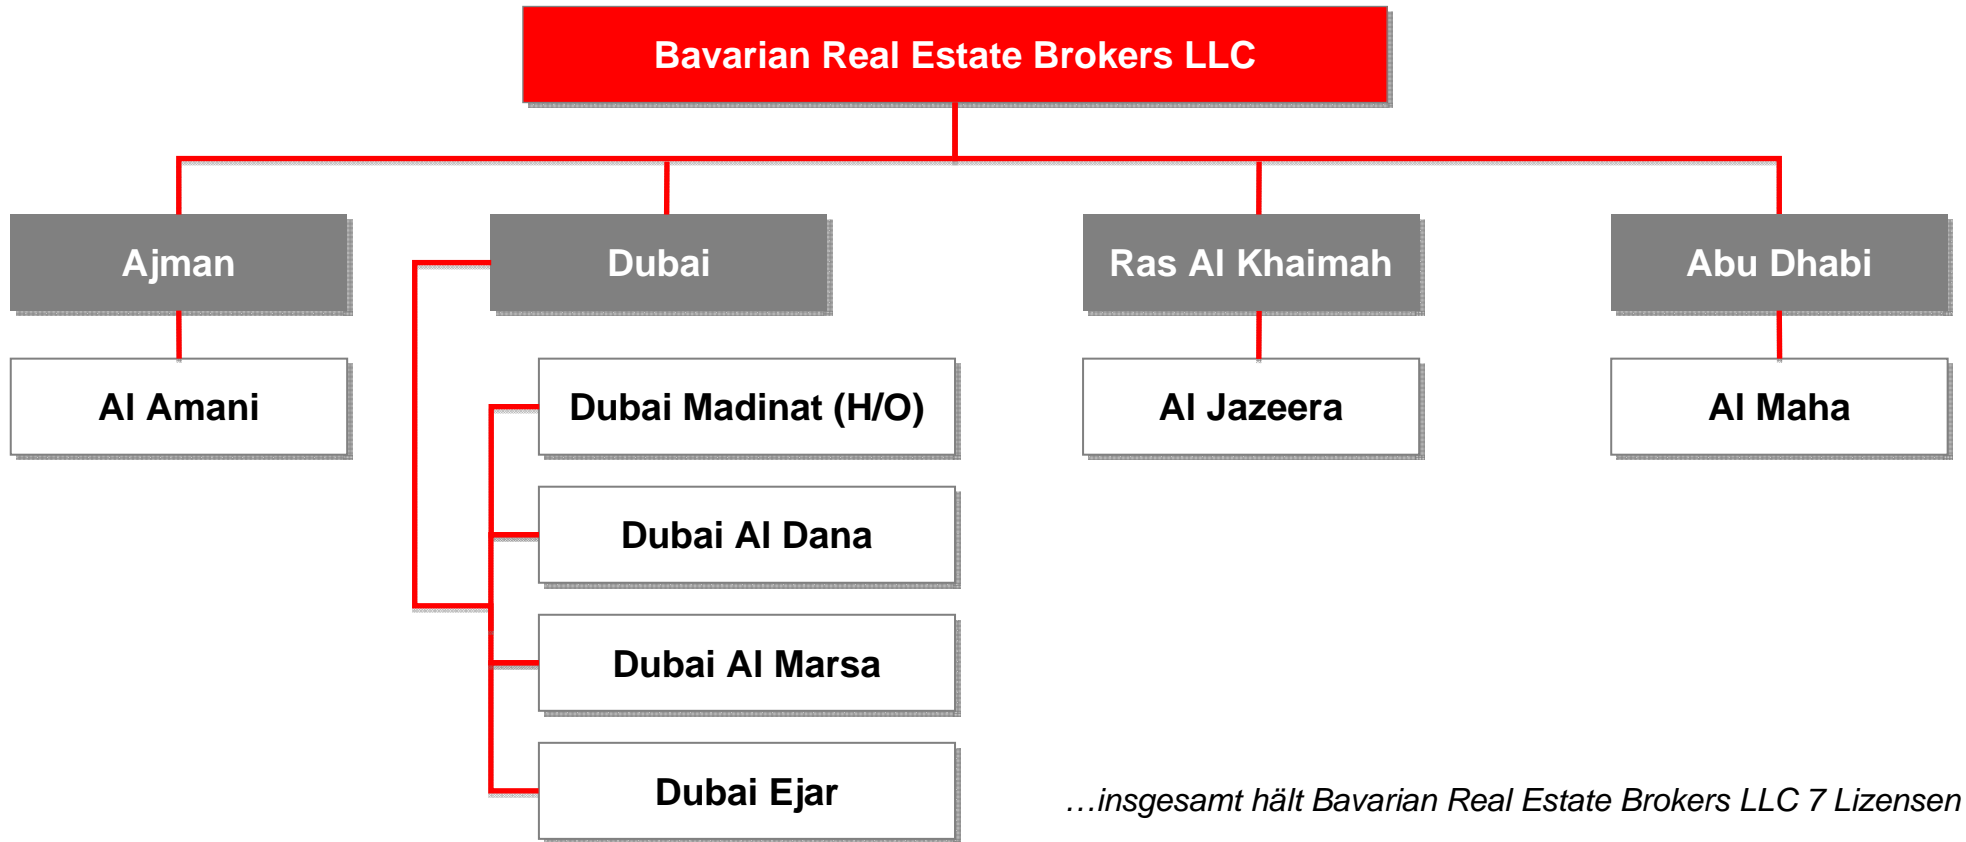 Bavarian Real Estate Brokers LLC
Ajman
Dubai
Ras Al Khaimah
Abu Dhabi
Al Amani
Dubai Madinat (H/O)
Al Jazeera
Al Maha
Dubai Al Dana
Dubai Al Marsa
Dubai Ejar
…insgesamt hält Bavarian Real Estate Brokers LLC 7 Lizensen